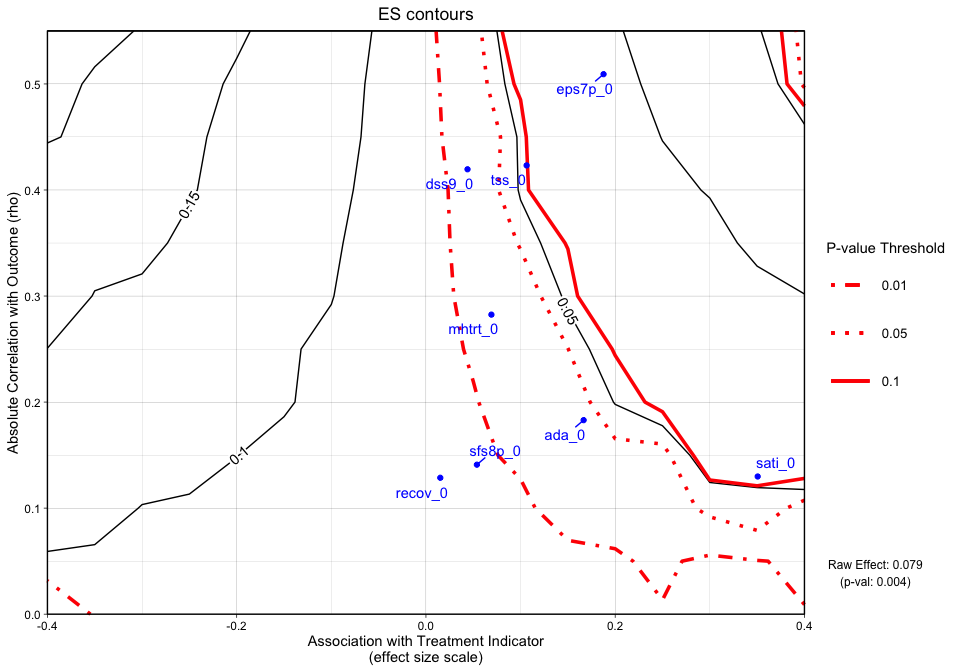 ES contours
Absolute Correlation with Outcome (rho)
0.5
0.4
0.3
0.2
0.1
0.0
-0.4
-0.2
0.0
0.2
0.4
Association with Treatment Indicator
(effect size scale)
0.15
0.1
0.05
eps7p_0
dss9_0
tss_0
mhtrt_0
ada_0
sfs8p_0
sati_0
recov_0
P-value Threshold
0.01
0.05
0.1
Raw Effect: 0.079
(p-val: 0.004)